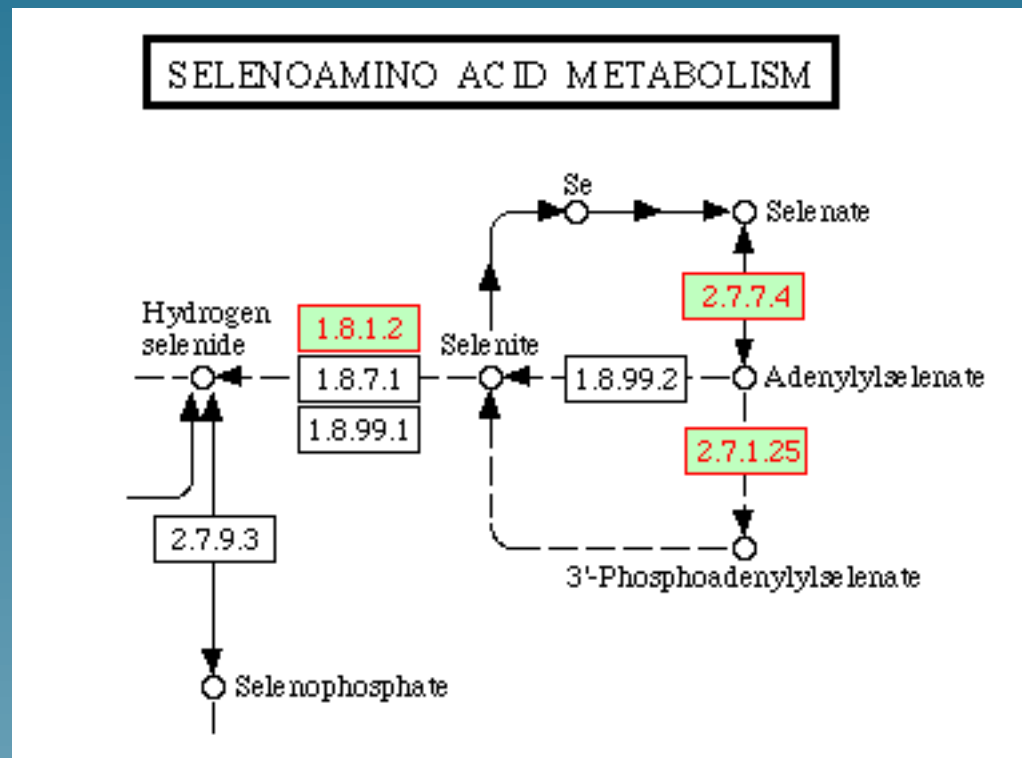 SELENOAMINO ACID METABOLISM
Se
Selenate
2.7.7.4
Hydrogen
selenide
1.8.1.2
Selenite
1.8.7.1
1.8.99.2
Adenylylselenate
1.8.99.1
2.7.1.25
2.7.9.3
3'-Phosphoadenylylselenate
Selenophosphate